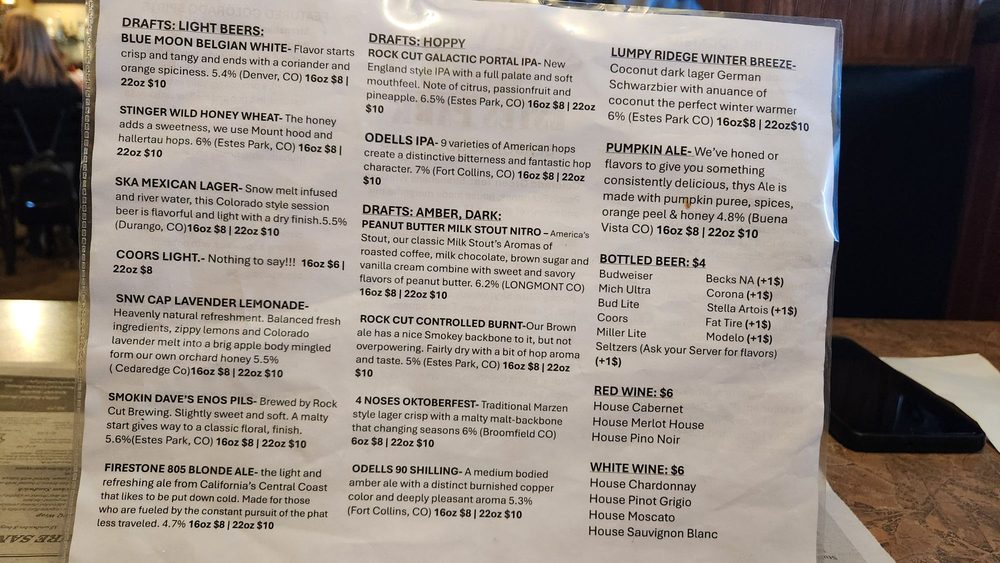 DRAFTS: LIGHT BEERS:
BLUE MOON BELGIAN WHITE- Flavor starts
crisp and tangy and ends with a coriander and
orange spiciness. 5.4% (Denver, CO) 16oz $8 |
22oz $10
STINGER WILD HONEY WHEAT- The honey
adds a sweetness, we use Mount hood and
hallertau hops. 6% (Estes Park, CO) 16oz $8 |
22oz $10
SKA MEXICAN LAGER- Snow melt infused
and river water, this Colorado style session
beer is flavorful and light with a dry finish.5.5%
(Durango, CO)16oz $8 | 22oz $10
COORS LIGHT.- Nothing to say!!! 16oz $6 |
22oz $8
SNW CAP LAVENDER LEMONADE-
Heavenly natural refreshment. Balanced fresh
ingredients, zippy lemons and Colorado
lavender melt into a brig apple body mingled
form our own orchard honey 5.5%
( Cedaredge Co)16oz $8 | 22oz $10
SMOKIN DAVE'S ENOS PILS- Brewed by Rock
Cut Brewing. Slightly sweet and soft. A malty
start gives way to a classic floral, finish.
5.6%(Estes Park, CO) 16oz $8 | 22oz $10
FIRESTONE 805 BLONDE ALE- the light and
refreshing ale from California's Central Coast
that likes to be put down cold. Made for those
who are fueled by the constant pursuit of the phat
less traveled. 4.7% 16oz $8 | 22oz $10
DRAFTS: HOPPY
ROCK CUT GALACTIC PORTAL IPA- New
England style IPA with a full palate and soft
mouthfeel. Note of citrus, passionfruit and
pineapple. 6.5% (Estes Park, CO) 16oz $8 | 22oz
$10
ODELLS IPA- 9 varieties of American hops
create a distinctive bitterness and fantastic hop
character. 7% (Fort Collins, CO) 16oz $8 | 22oz
$10
DRAFTS: AMBER, DARK:
PEANUT BUTTER MILK STOUT NITRO – America's
Stout, our classic Milk Stout's Aromas of
roasted coffee, milk chocolate, brown sugar and
vanilla cream combine with sweet and savory
flavors of peanut butter. 6.2% (LONGMONT CO)
16oz $8 | 22oz $10
ROCK CUT CONTROLLED BURNT-Our Brown
ale has a nice Smokey backbone to it, but not
overpowering. Fairly dry with a bit of hop aroma
and taste. 5% (Estes Park, CO) 16oz $8 | 22oz
$10
4 NOSES OKTOBERFEST- Traditional Marzen
style lager crisp with a malty malt-backbone
that changing seasons 6% (Broomfield CO)
6oz $8 | 22oz $10
ODELLS 90 SHILLING- A medium bodied
amber ale with a distinct burnished copper
color and deeply pleasant aroma 5.3%
(Fort Collins, CO) 16oz $8 | 22oz $10
LUMPY RIDEGE WINTER BREEZE-
Coconut dark lager German
Schwarzbier with anuance of
coconut the perfect winter warmer
6% (Estes Park CO) 16oz$8 | 22oz$10
PUMPKIN ALE- We've honed or
flavors to give you something
consistently delicious, thys Ale is
made with pumpkin puree, spices,
orange peel & honey 4.8% (Buena
Vista CO) 16oz $8 | 22oz $10
BOTTLED BEER: $4
Budweiser
Mich Ultra
Bud Lite
Coors
Miller Lite
Becks NA (+1$)
Corona (+1$)
Stella Artois (+1$)
Fat Tire (+1$)
Modelo (+1$)
Seltzers (Ask your Server for flavors)
(+1$)
RED WINE: $6
House Cabernet
House Merlot House
House Pino Noir
WHITE WINE: $6
House Chardonnay
House Pinot Grigio
House Moscato
House Sauvignon Blanc